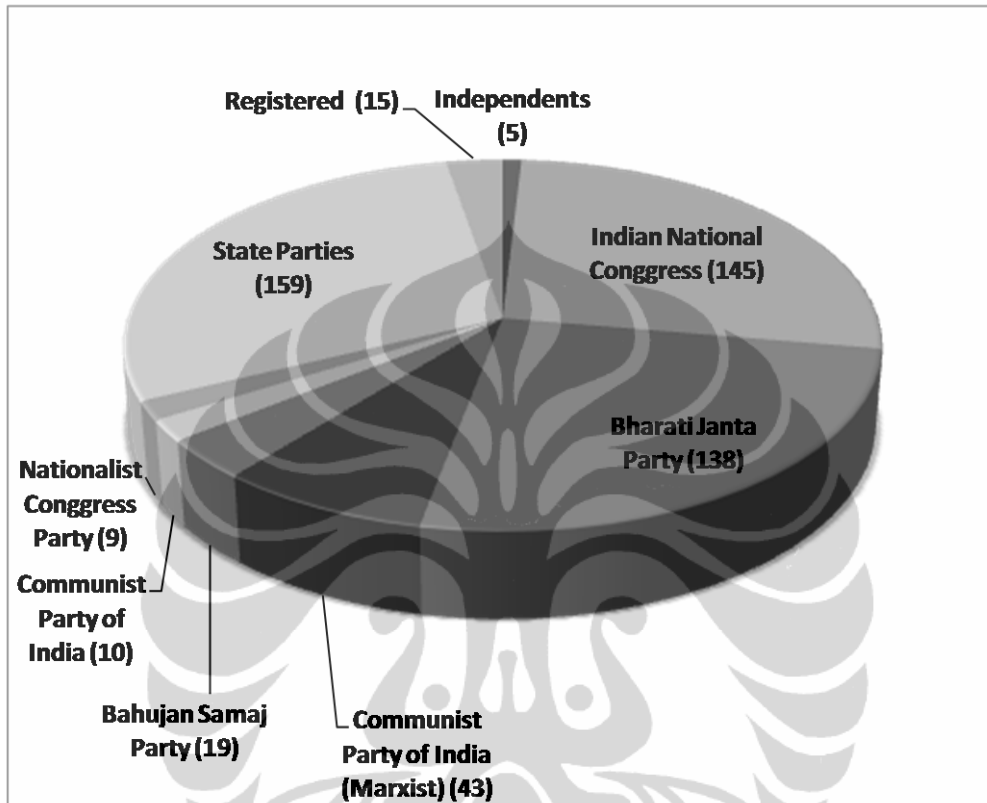 Registered (15)
Independents
(5)
State Parties
(159)
Indian National
Conggress (145)
Bharati Janta
Party (138)
Nationalist
Conggress
Party (9)
Communist
Party of
India (10)
Bahujan Samaj
Party (19)
Communist
Party of India
(Marxist) (43)